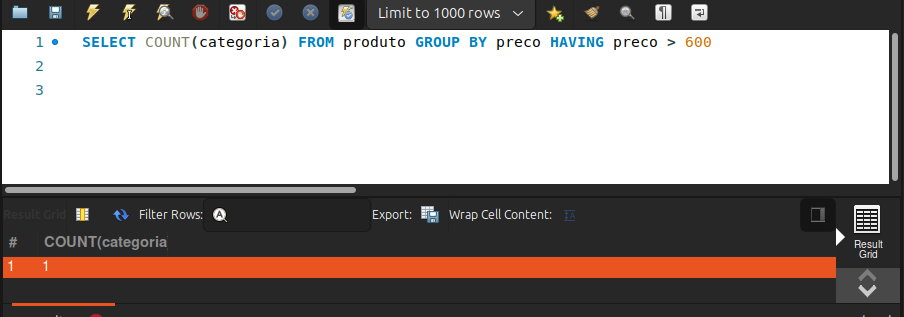 Limit to 1000 rows
1 SELECT COUNT(categoria) FROM produto GROUP BY preco HAVING preco > 600
2
3
Result Grid Filter Rows: Export: Wrap Cell Content:
# COUNT(categoria
1 1
Result
Grid